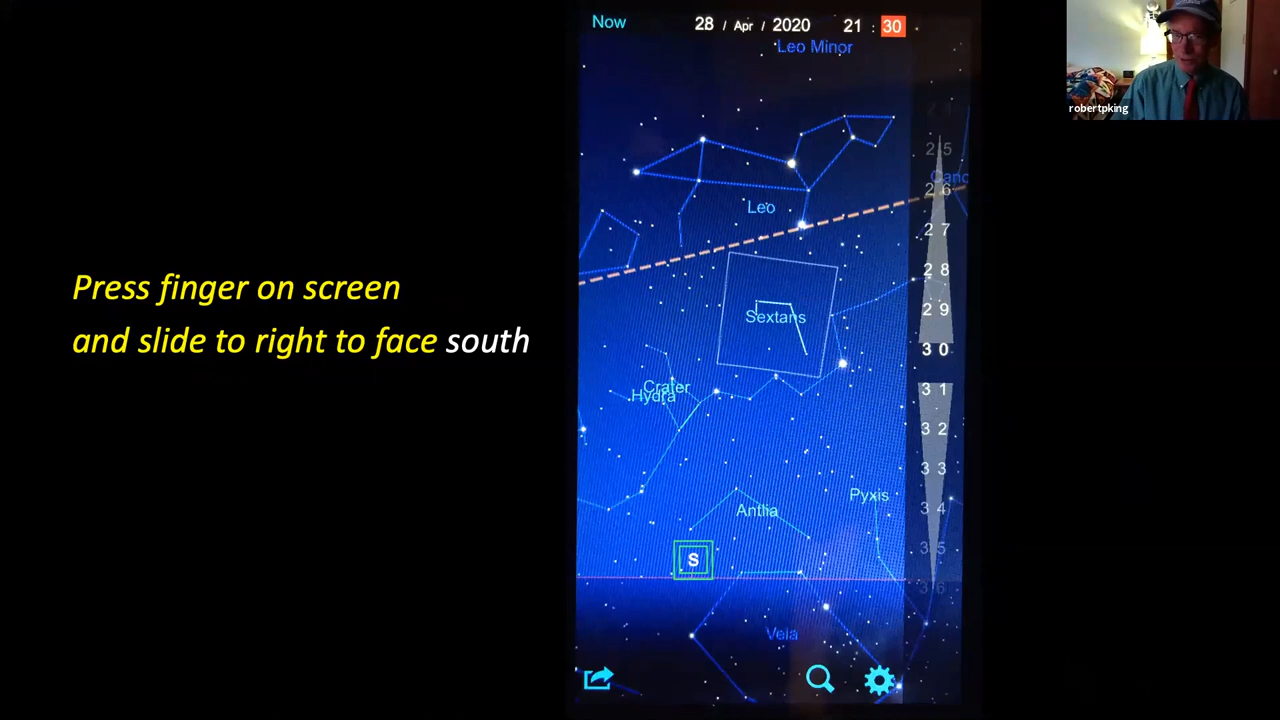 Now 28 / Apr / 2020 21 : 30
Leo Minor
robertpking
25
Canc
26
Leo
27
28
Press finger on screen
29
Sextans
and slide to right to face south
30
Crater
Hydra
31
32
33
Pyxis
34
Antlia
35
S
36
Vela